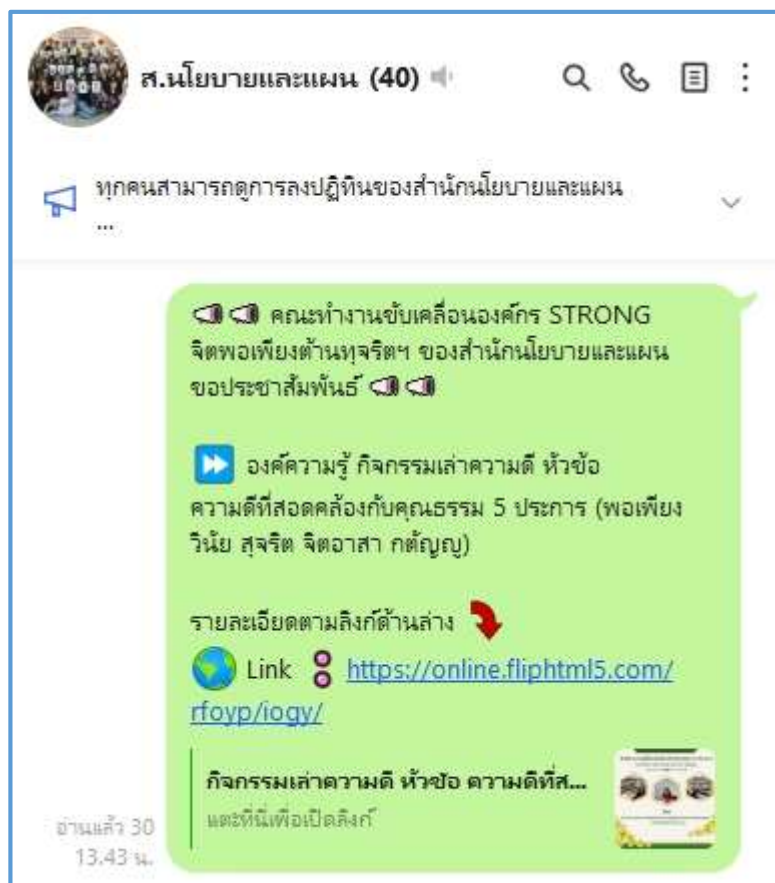 ส.นโยบายและแผน (40)
ทุกคนสามารถดูการลงปฏิทินของสำนักนโยบายและแผน
...
คณะทำงานขับเคลื่อนองค์กร STRONG
จิตพอเพียงต้านทุจริตฯ ของสำนักนโยบายและแผน
ขอประชาสัมพันธ์
องค์ความรู้ กิจกรรมเล่าความดี หัวข้อ
ความดีที่สอดคล้องกับคุณธรรม 5 ประการ (พอเพียง
วินัย สุจริต จิตอาสา กตัญญู)
รายละเอียดตามลิงก์ด้านล่าง
Link https://online.fliphtml5.com/
rfoyp/iogy/
กิจกรรมเล่าความดี หัวข้อ ความดีที่ส...
แตะที่นี่เพื่อเปิดลิงก์
อ่านแล้ว 30
13.43 น.